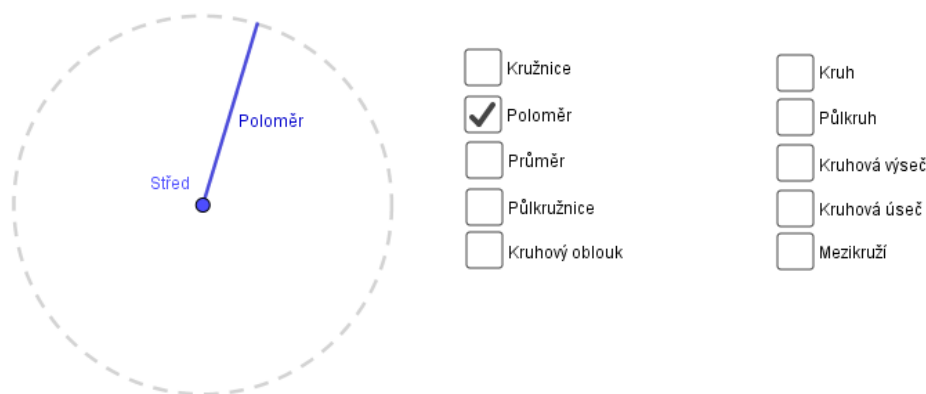 Poloměr
Střed
Kružnice
Poloměr
Průměr
Půlkružnice
Kruhový oblouk
Kruh
Půlkruh
Kruhová výseč
Kruhová úseč
Mezikruží